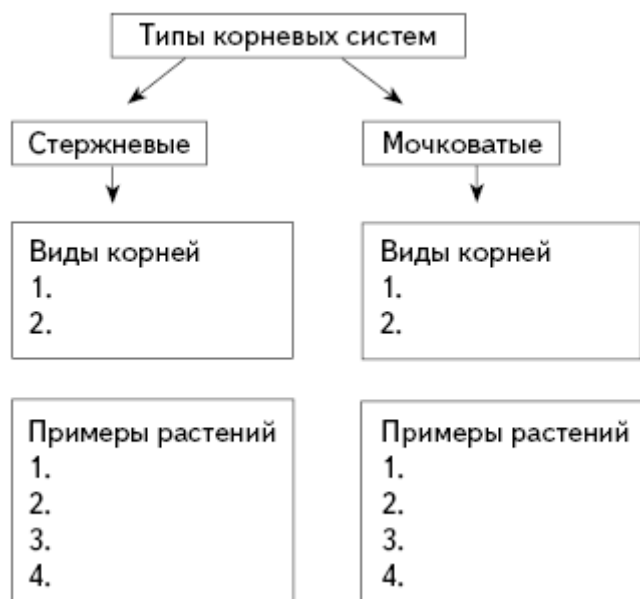 Типы корневых систем
Стержневые
Мочковатые
Виды корней
1.
2.
Виды корней
1.
2.
Примеры растений
1.
2.
3.
4.
Примеры растений
1.
2.
3.
4.